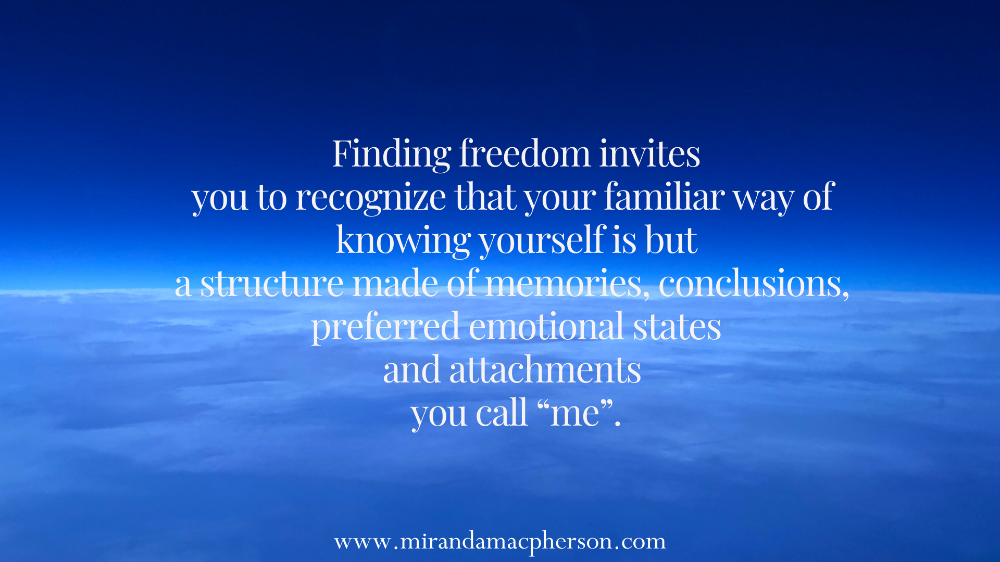 Finding freedom invites
you to recognize that your familiar way of
knowing yourself is but
a structure made of memories, conclusions,
preferred emotional states
and attachments
you call “me”.
www.mirandamacpherson.com